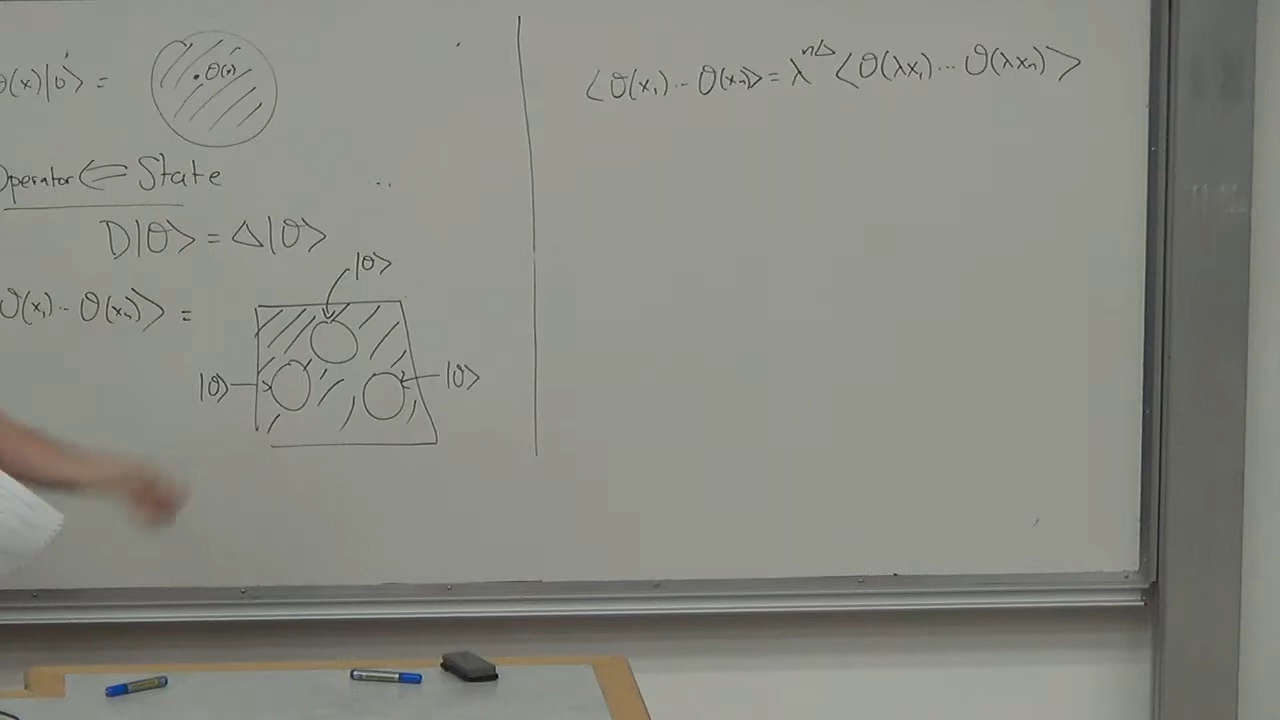 O(x)|0> = O(x)
Operator ⇐ State
D|O> = Δ|O>
|O>
O(x₁) ·· O(xₙ)> =
|O> |O>
<O(x₁) ·· O(xₙ)> = λ^{nΔ} <O(λx₁) ··· O(λxₙ)>